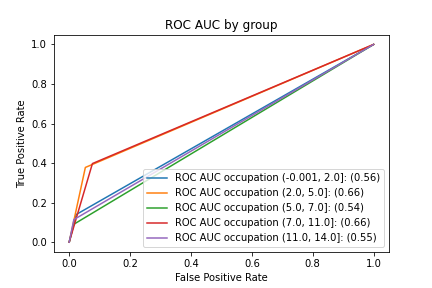 ROC AUC by group
True Positive Rate
1.0
0.8
0.6
0.4
0.2
0.0
ROC AUC occupation (-0.001, 2.0]: (0.56)
ROC AUC occupation (2.0, 5.0]: (0.66)
ROC AUC occupation (5.0, 7.0]: (0.54)
ROC AUC occupation (7.0, 11.0]: (0.66)
ROC AUC occupation (11.0, 14.0]: (0.55)
0.0 0.2 0.4 0.6 0.8 1.0
False Positive Rate